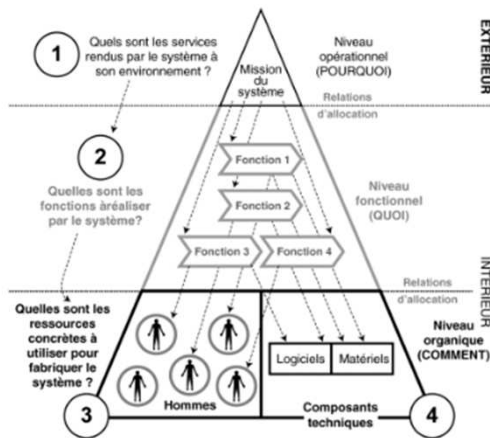 1
Quels sont les services
rendus par le système à
son environnement ?
Mission
du
système
Niveau
opérationnel
(POURQUOI)
EXTERIEUR
Relations
d'allocation
2
Quelles sont les
fonctions àréaliser
par le système?
Fonction 1
Fonction 2
Fonction 3
Fonction 4
Niveau
fonctionnel
(QUOI)
INTERIEUR
Relations
d'allocation
Quelles sont les
ressources
concrètes à
utiliser pour
fabriquer le
système ?
Logiciels
Matériels
Niveau
organique
(COMMENT)
3
Hommes
Composants
techniques
4